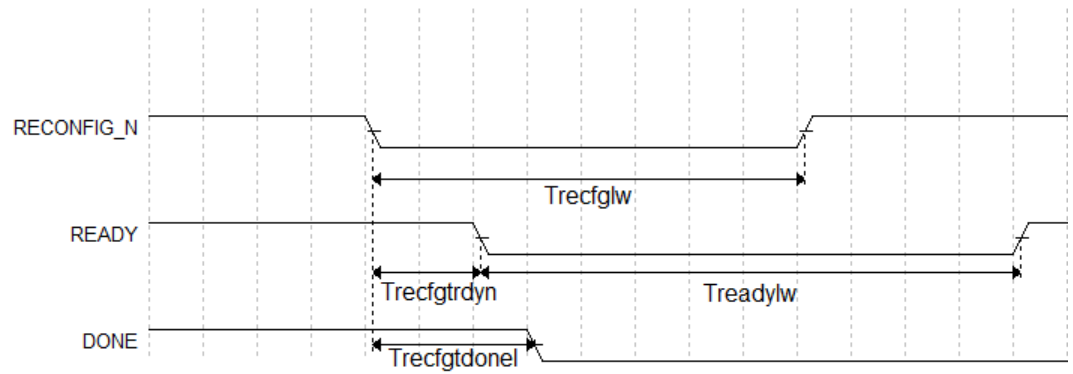 RECONFIG_N
Trecfglw
READY
Trecfgtrdyn
Treadylw
DONE
Trecfgtdonel